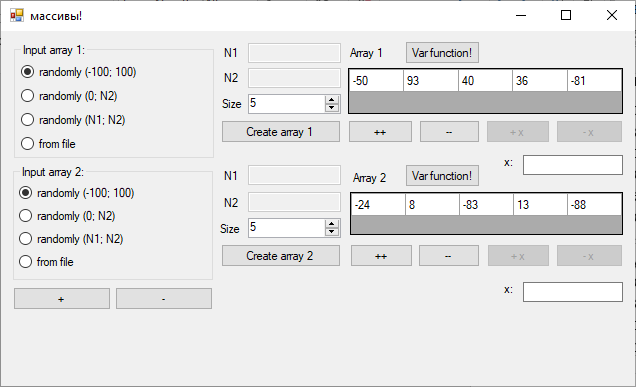 массивы!
Input array 1:
randomly (-100; 100)
randomly (0; N2)
randomly (N1; N2)
from file
N1
N2
Size 5
Create array 1
Array 1 Var function!
-50 93 40 36 -81
++ -- + x - x
x:
Input array 2:
randomly (-100; 100)
randomly (0; N2)
randomly (N1; N2)
from file
N1
N2
Size 5
Create array 2
Array 2 Var function!
-24 8 -83 13 -88
++ -- + x - x
x:
+ -